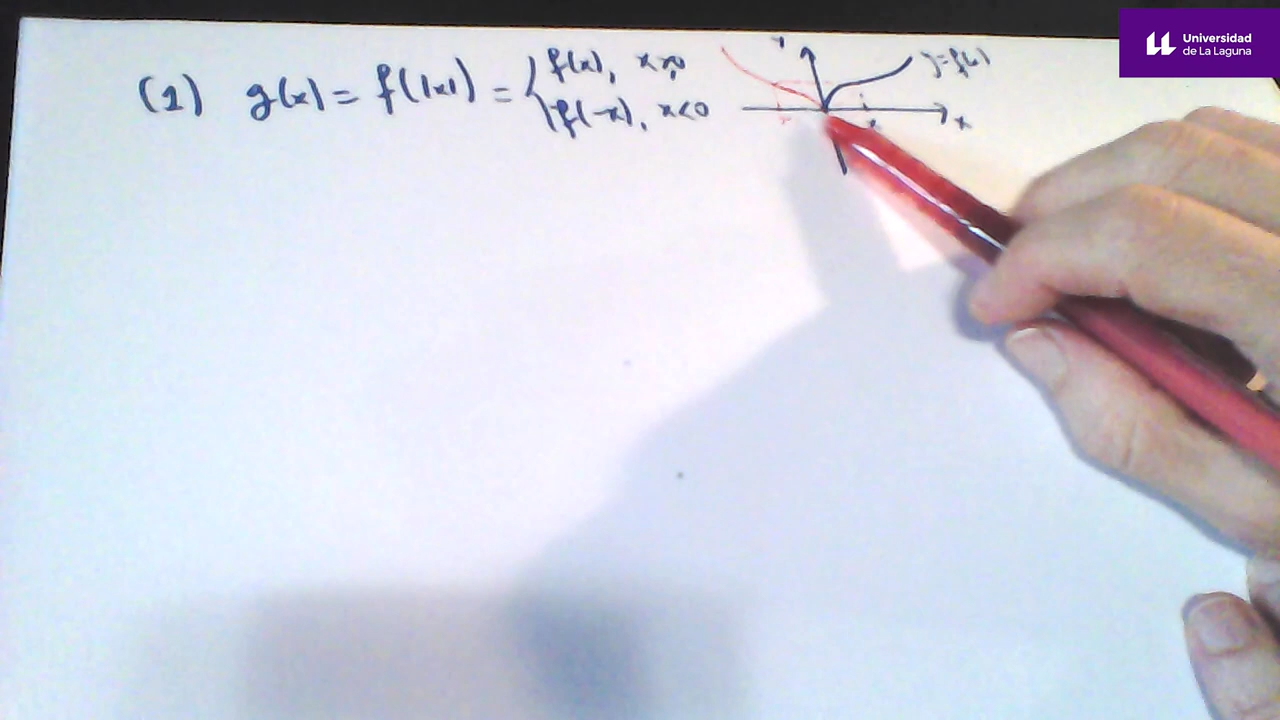 Universidad
de La Laguna
(1) g(x) = f(|x|) = { f(x), x≥0
f(-x), x<0
y
y=f(x)
x
x